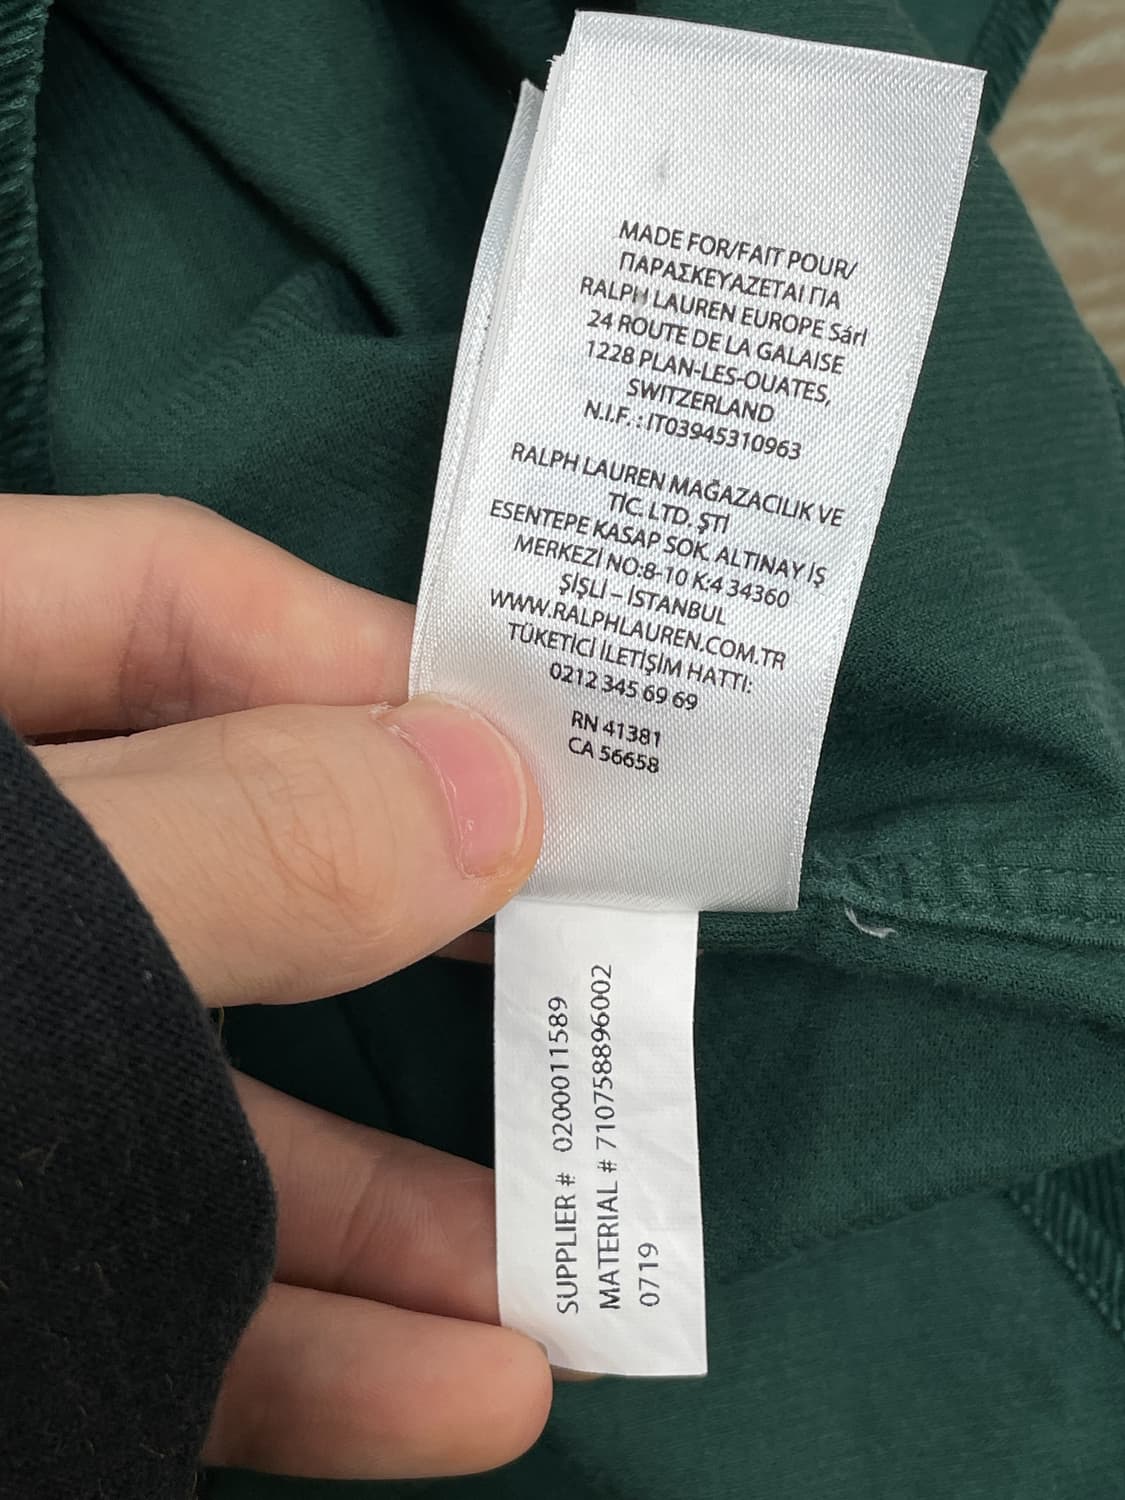 MADE FOR/FAIT POUR/
ΠΑΡΑΣΚΕΥΑΖΕΤΑΙ ΓΙΑ
RALPH LAUREN EUROPE Sárl
24 ROUTE DE LA GALAISE
1228 PLAN-LES-OUATES,
SWITZERLAND
N.I.F. : IT03945310963
RALPH LAUREN MAĞAZACILIK VE
TİC. LTD. ŞTİ
ESENTEPE KASAP SOK. ALTINAY İŞ
MERKEZİ NO:8-10 K:4 34360
ŞİŞLİ – İSTANBUL
WWW.RALPHLAUREN.COM.TR
TÜKETİCİ İLETİŞİM HATTI:
0212 345 69 69
RN 41381
CA 56658
SUPPLIER # 0200011589
MATERIAL # 710758896002
0719